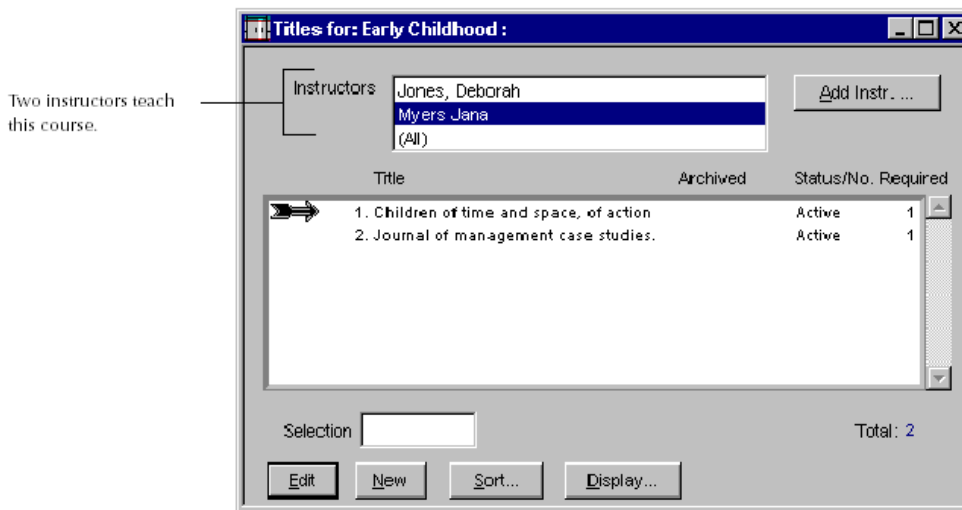 Titles for: Early Childhood :
Two instructors teach
this course.
Instructors
Jones, Deborah
Myers Jana
(All)
Add Instr. ...
Title Archived Status/No. Required
1. Children of time and space, of action Active 1
2. Journal of management case studies. Active 1
Selection
Total: 2
Edit New Sort... Display...